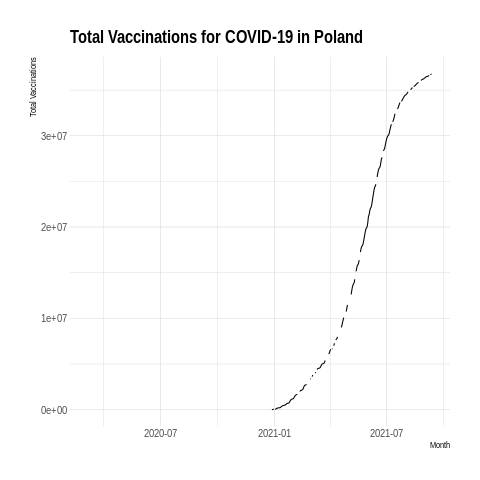 Total Vaccinations for COVID-19 in Poland
Total Vaccinations
3e+07
2e+07
1e+07
0e+00
2020-07
2021-01
2021-07
Month